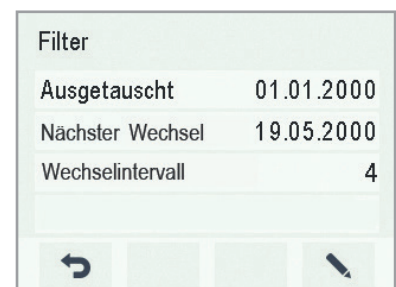 Filter
Ausgetauscht 01.01.2000
Nächster Wechsel 19.05.2000
Wechselintervall 4